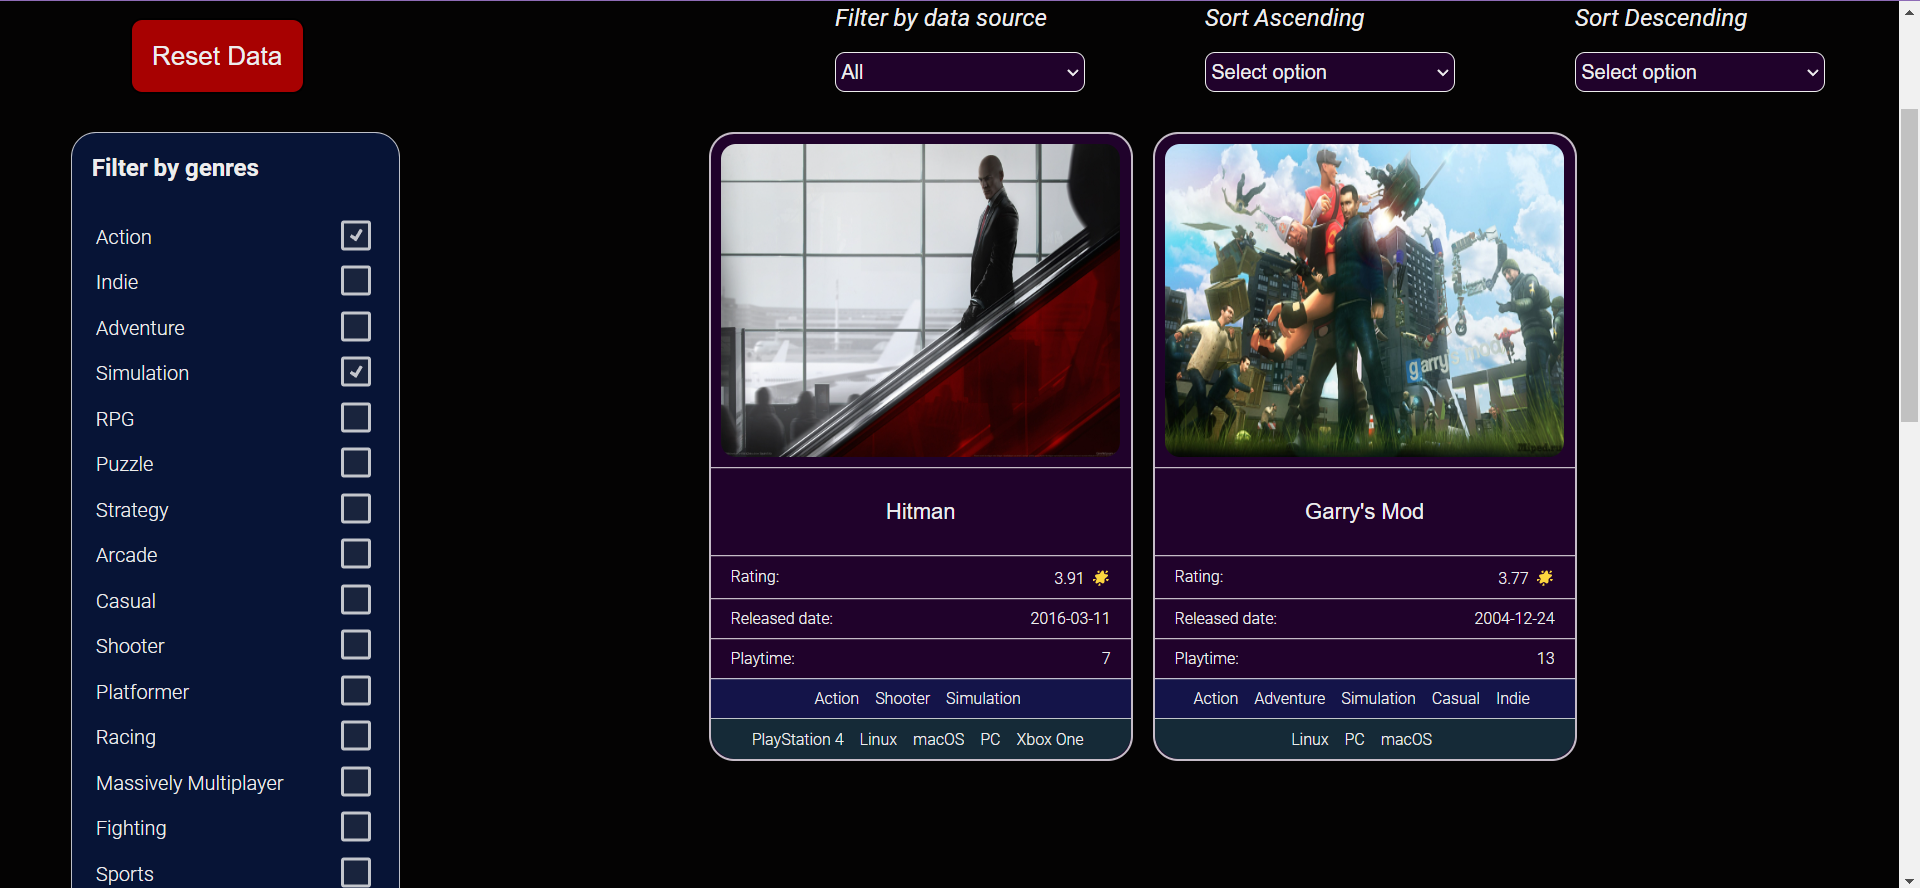 Reset Data
Filter by data source
Sort Ascending
Sort Descending
All
Select option
Select option
Filter by genres
Action
Indie
Adventure
Simulation
RPG
Puzzle
Strategy
Arcade
Casual
Shooter
Platformer
Racing
Massively Multiplayer
Fighting
Sports
Hitman
Rating: 3.91
Released date: 2016-03-11
Playtime: 7
Action Shooter Simulation
PlayStation 4 Linux macOS PC Xbox One
garry's mod
Garry's Mod
Rating: 3.77
Released date: 2004-12-24
Playtime: 13
Action Adventure Simulation Casual Indie
Linux PC macOS